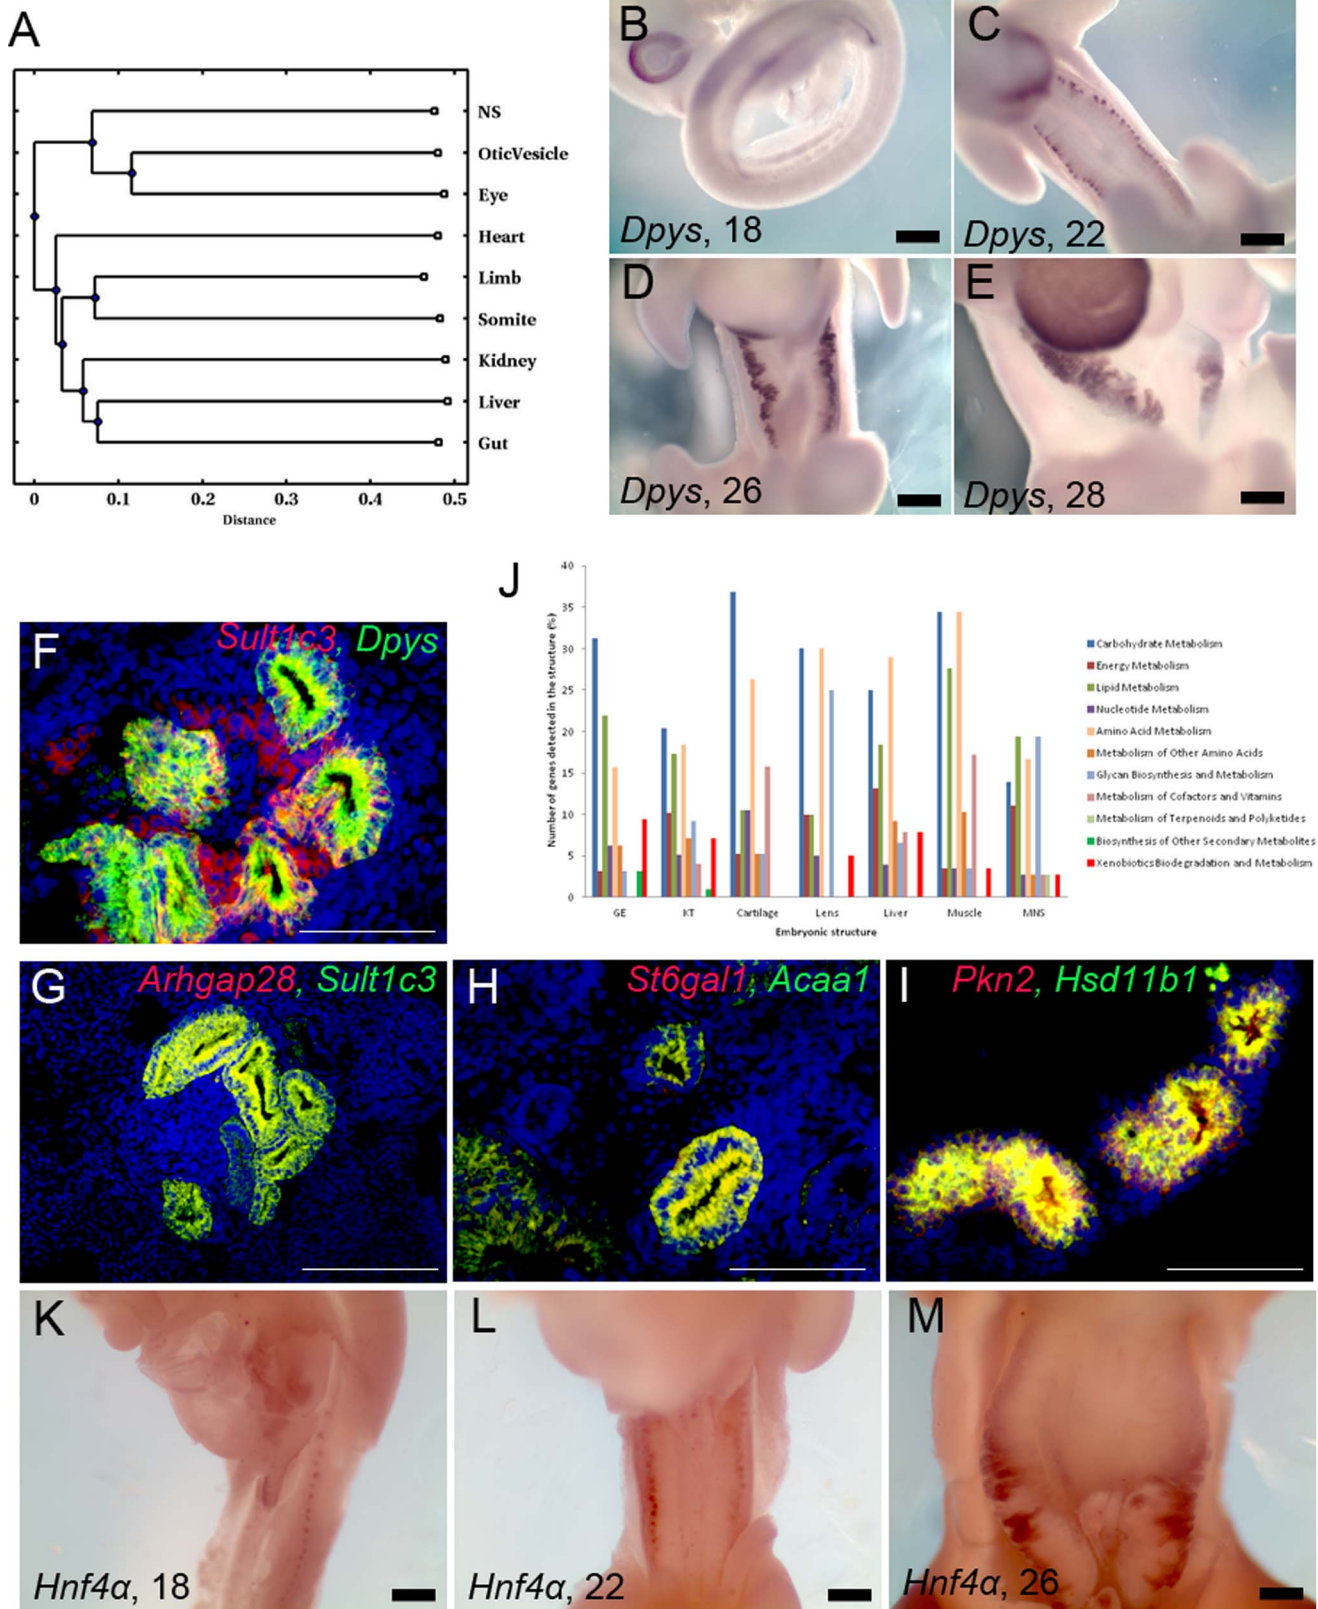 A
NS
OticVesicle
Eye
Heart
Limb
Somite
Kidney
Liver
Gut
0 0.1 0.2 0.3 0.4 0.5
Distance
B
Dpys, 18
C
Dpys, 22
D
Dpys, 26
E
Dpys, 28
F
Sult1c3, Dpys
J
Number of genes detected in the structure (%)
40
35
30
25
20
15
10
5
0
GE KT Cartilage Lens Liver Muscle MNS
Embryonic structure
Carbohydrate Metabolism
Energy Metabolism
Lipid Metabolism
Nucleotide Metabolism
Amino Acid Metabolism
Metabolism of Other Amino Acids
Glycan Biosynthesis and Metabolism
Metabolism of Cofactors and Vitamins
Metabolism of Terpenoids and Polyketides
Biosynthesis of Other Secondary Metabolites
Xenobiotics Biodegradation and Metabolism
G
Arhgap28, Sult1c3
H
St6gal1, Acaa1
I
Pkn2, Hsd11b1
K
Hnf4α, 18
L
Hnf4α, 22
M
Hnf4α, 26